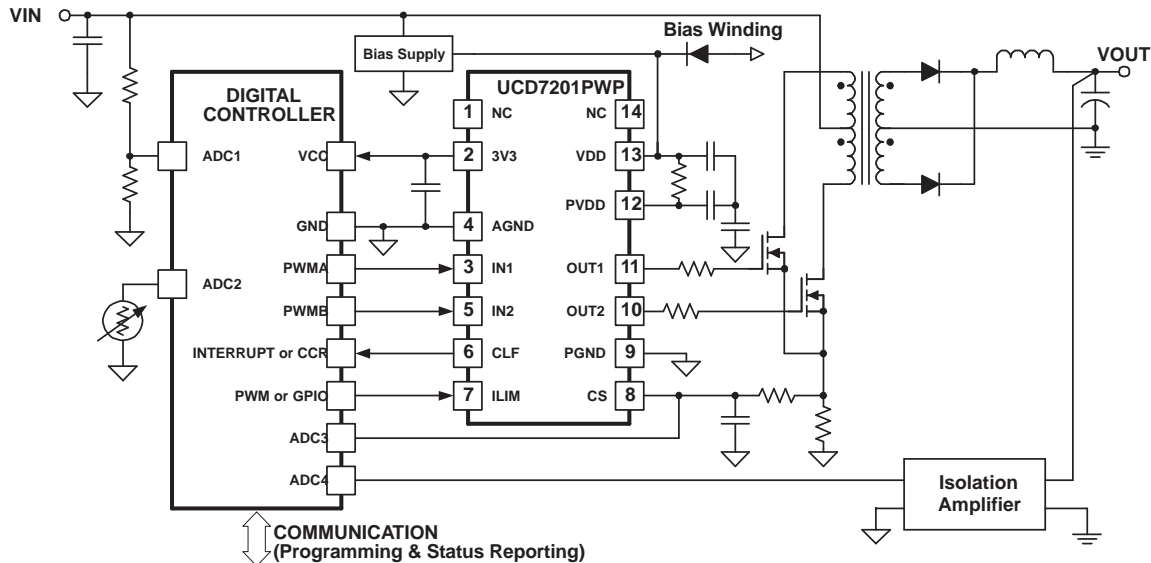 VIN
Bias Winding
VOUT
Bias Supply
DIGITAL
CONTROLLER
UCD7201PWP
1 NC
NC 14
ADC1
VCC
2 3V3
VDD 13
PVDD 12
GND
4 AGND
ADC2
PWMA
3 IN1
OUT1 11
PWMB
5 IN2
OUT2 10
INTERRUPT or CCR
6 CLF
PGND 9
PWM or GPIO
7 ILIM
CS 8
ADC3
ADC4
Isolation
Amplifier
COMMUNICATION
(Programming & Status Reporting)